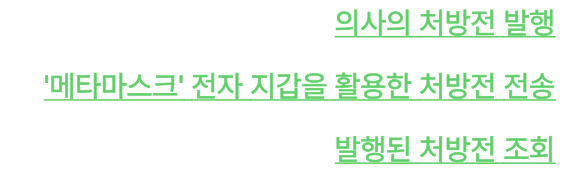 의사의 처방전 발행
'메타마스크' 전자 지갑을 활용한 처방전 전송
발행된 처방전 조회